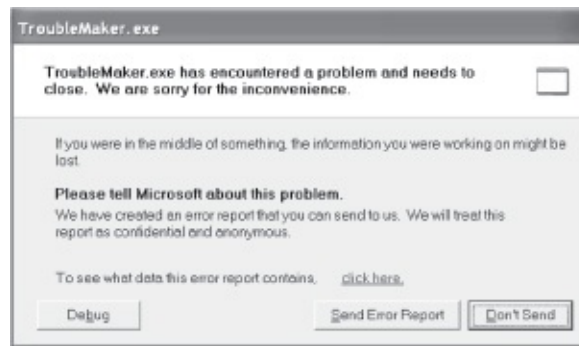 TroubleMaker.exe
TroubleMaker.exe has encountered a problem and needs to
close. We are sorry for the inconvenience.
If you were in the middle of something, the information you were working on might be
lost.
Please tell Microsoft about this problem.
We have created an error report that you can send to us. We will treat this
report as confidential and anonymous.
To see what data this error report contains, click here.
Debug
Send Error Report
Don't Send